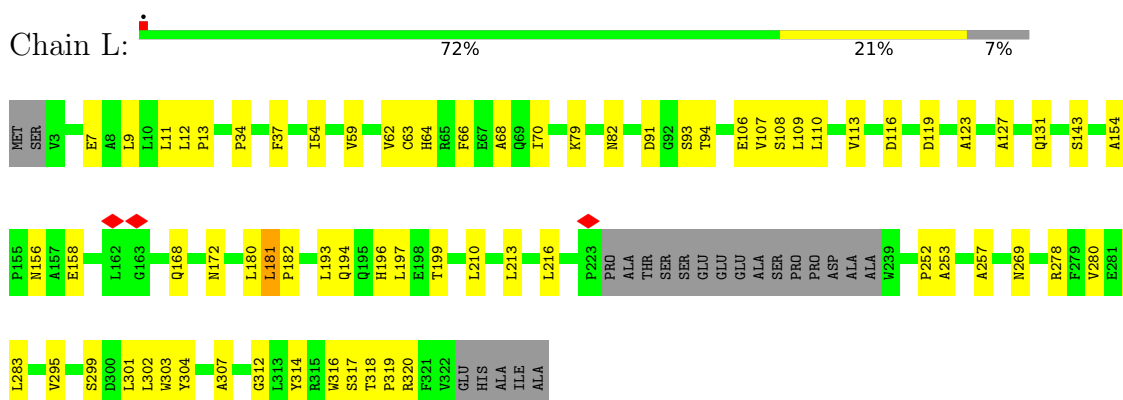 Chain L:
72% 21% 7%
MET SER V3 E7 A8 L9 L10 L11 L12 P13 P34 F37 I54 V59 V62 C63 H64 R65 F66 E67 A68 Q69 I70 K79 N82 D91 G92 S93 T94 E106 V107 S108 L109 L110 V113 D116 D119 A123 A127 Q131 S143 A154
P155 N156 A157 E158 L162 G163 Q168 N172 L180 L181 P182 L193 Q194 Q195 H196 L197 E198 T199 L210 L213 L216 P223 PRO ALA THR SER SER GLU GLU GLU ALA SER PRO PRO ASP ALA ALA W239 P252 A253 A257 N269 R278 F279 V280 E281
L283 V295 S299 D300 L301 L302 W303 Y304 A307 G312 L313 Y314 R315 W316 S317 T318 P319 R320 F321 V322 GLU HIS ALA ILE ALA